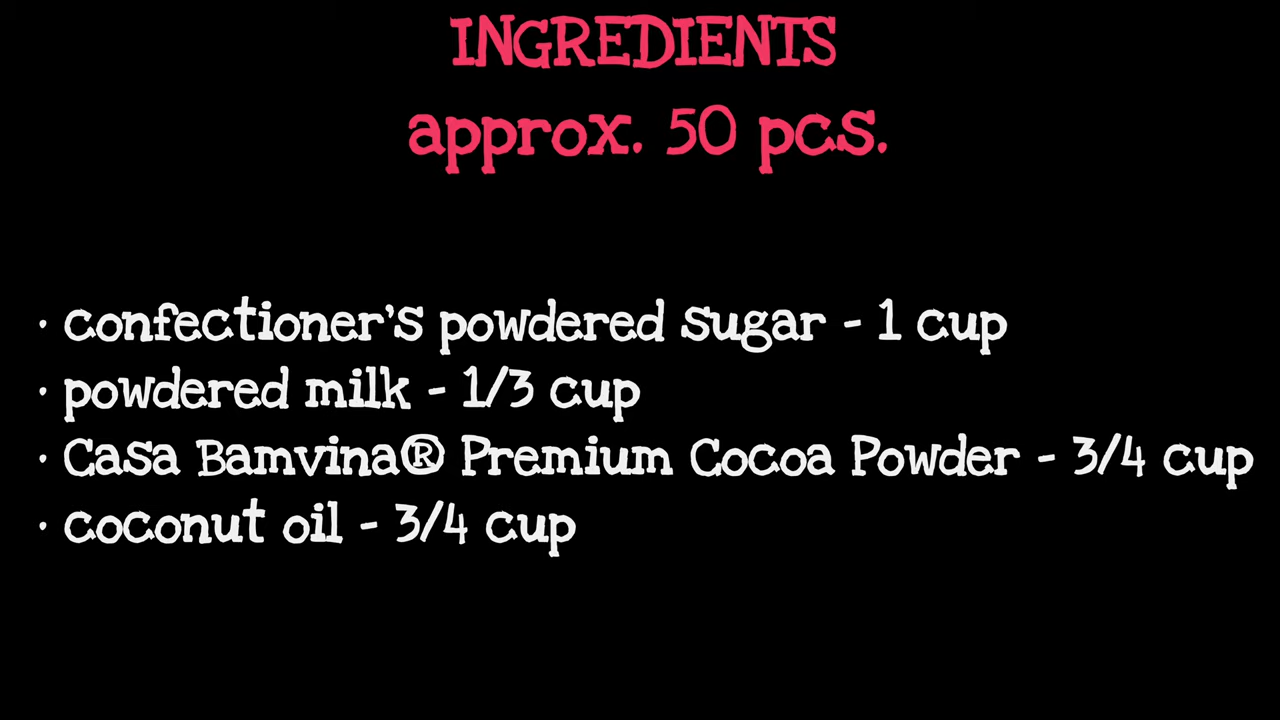 INGREDIENTS
approx. 50 pcs.
· confectioner's powdered sugar - 1 cup
· powdered milk - 1/3 cup
· Casa Bamvina® Premium Cocoa Powder - 3/4 cup
· coconut oil - 3/4 cup